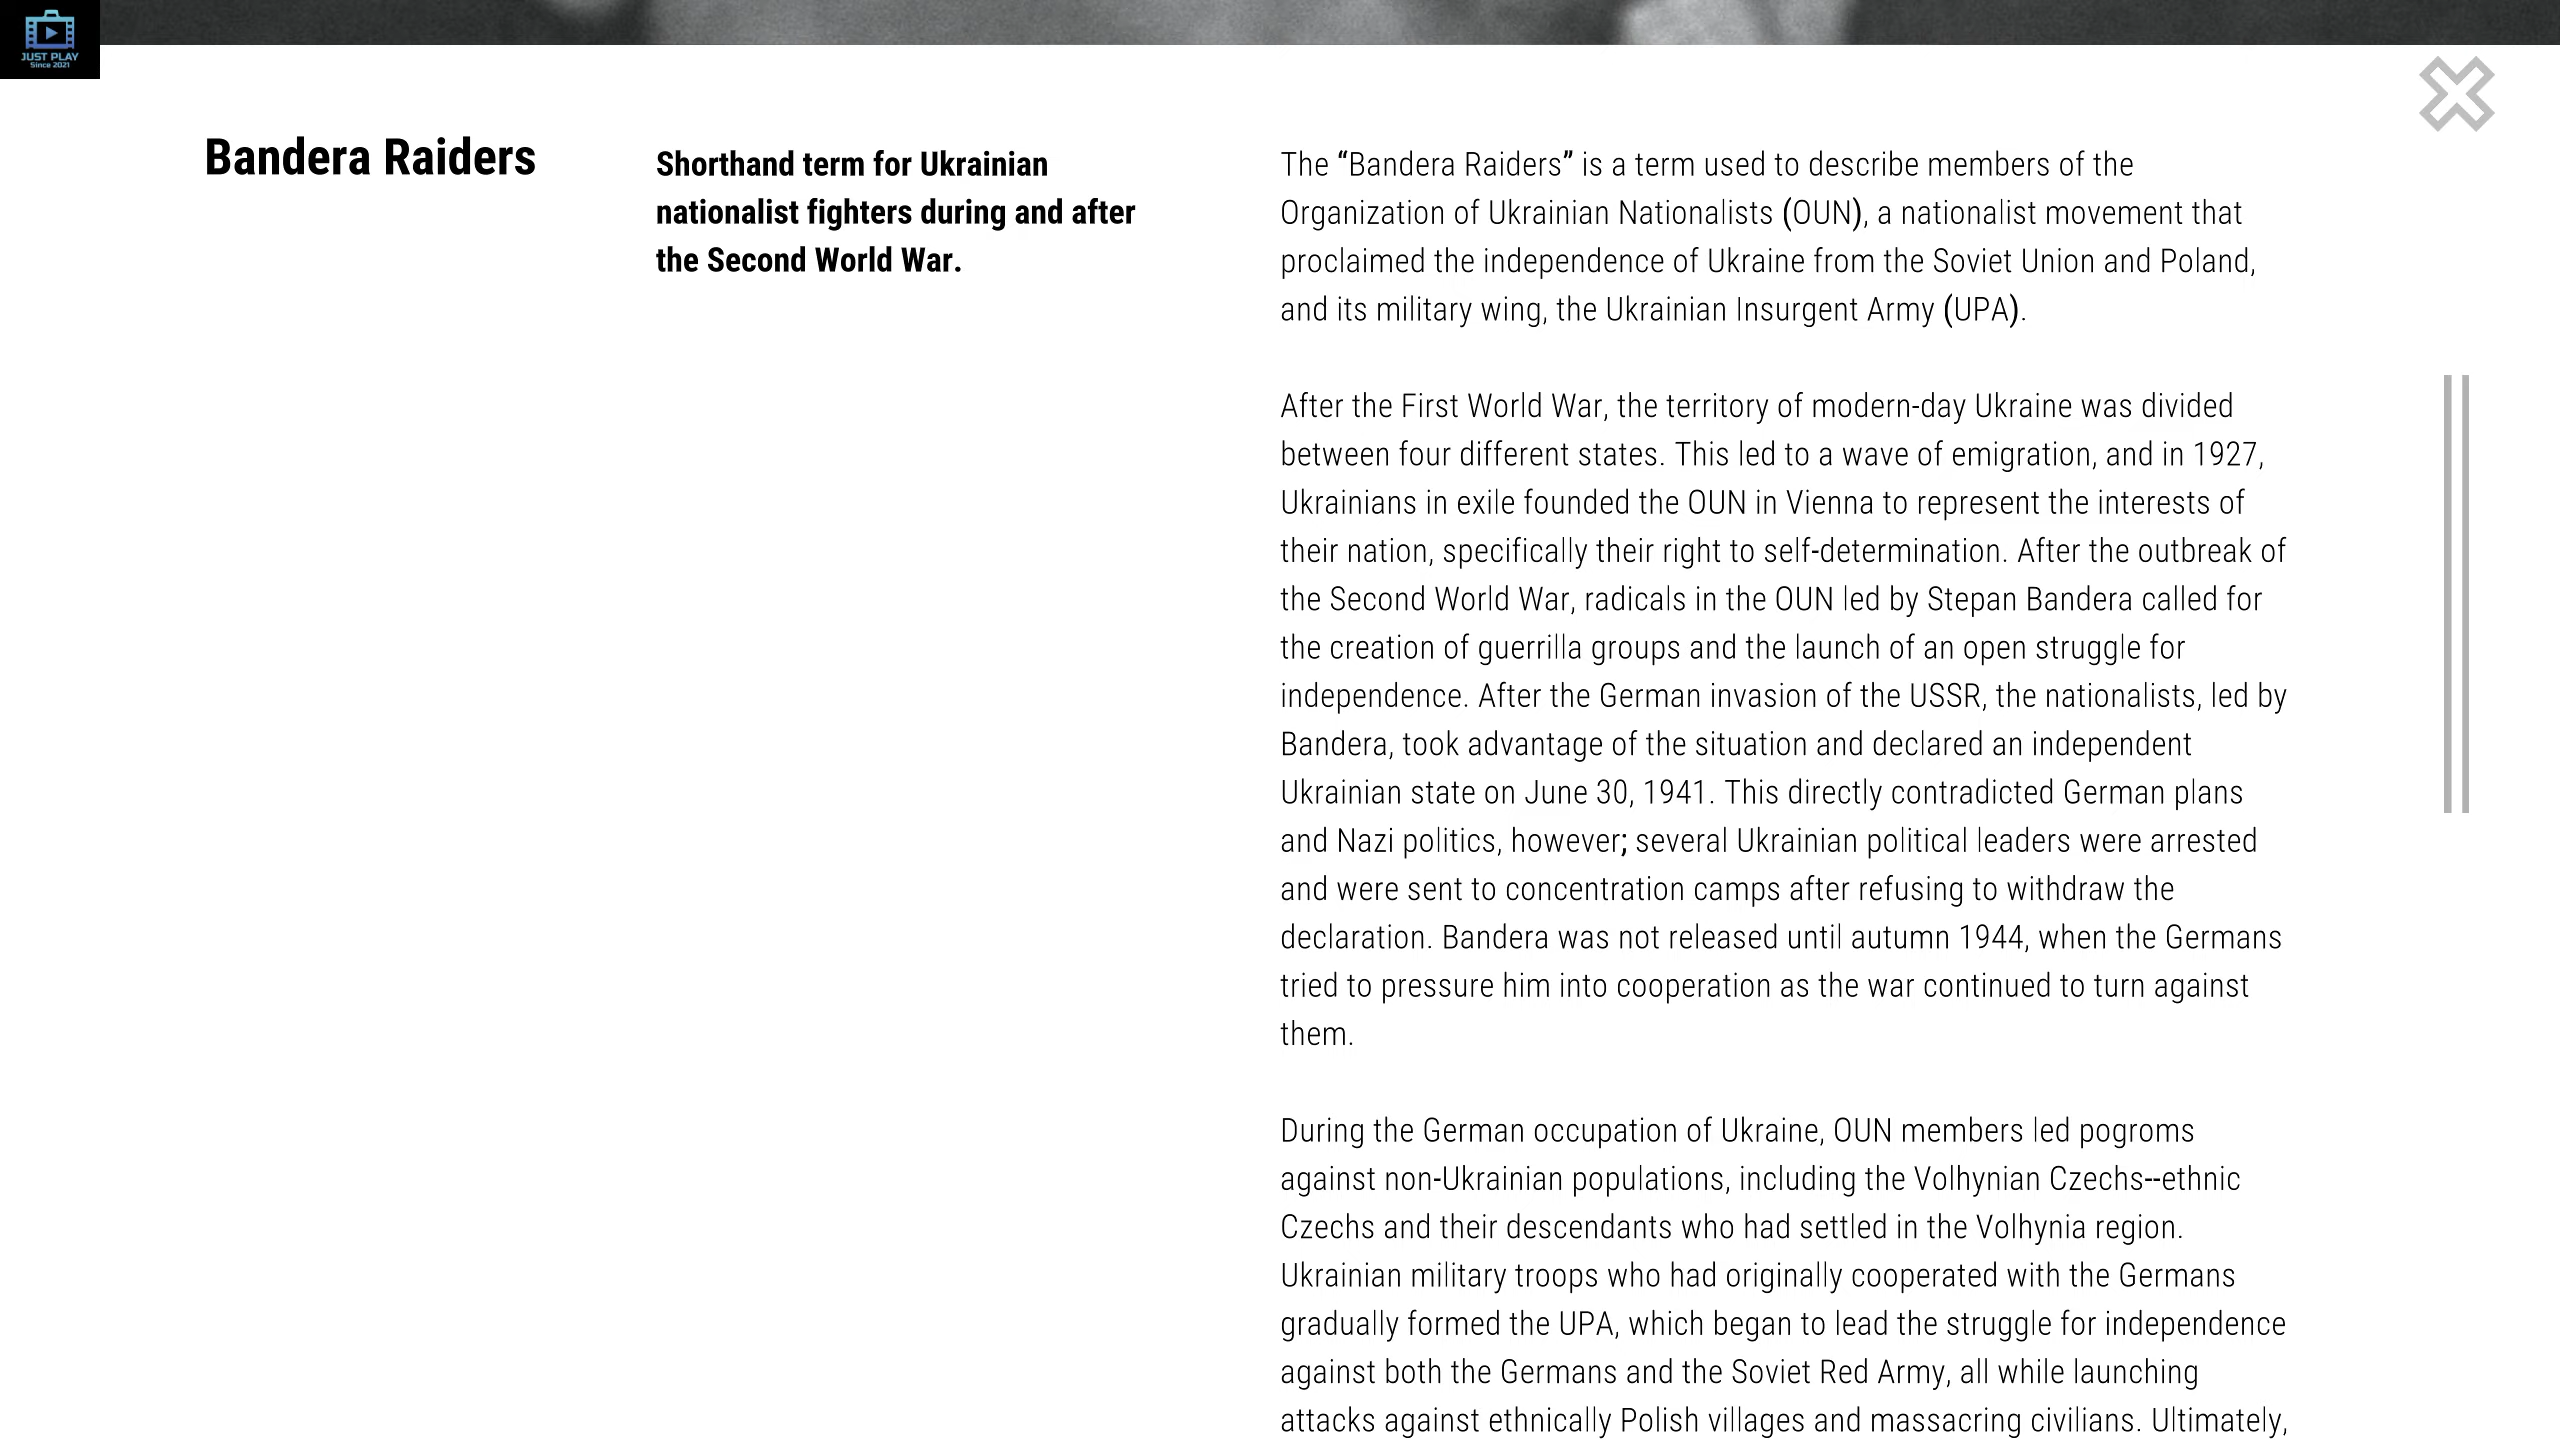 JUST PLAY
Since 2021
Bandera Raiders
Shorthand term for Ukrainian
nationalist fighters during and after
the Second World War.
The “Bandera Raiders” is a term used to describe members of the
Organization of Ukrainian Nationalists (OUN), a nationalist movement that
proclaimed the independence of Ukraine from the Soviet Union and Poland,
and its military wing, the Ukrainian Insurgent Army (UPA).
After the First World War, the territory of modern-day Ukraine was divided
between four different states. This led to a wave of emigration, and in 1927,
Ukrainians in exile founded the OUN in Vienna to represent the interests of
their nation, specifically their right to self-determination. After the outbreak of
the Second World War, radicals in the OUN led by Stepan Bandera called for
the creation of guerrilla groups and the launch of an open struggle for
independence. After the German invasion of the USSR, the nationalists, led by
Bandera, took advantage of the situation and declared an independent
Ukrainian state on June 30, 1941. This directly contradicted German plans
and Nazi politics, however; several Ukrainian political leaders were arrested
and were sent to concentration camps after refusing to withdraw the
declaration. Bandera was not released until autumn 1944, when the Germans
tried to pressure him into cooperation as the war continued to turn against
them.
During the German occupation of Ukraine, OUN members led pogroms
against non-Ukrainian populations, including the Volhynian Czechs--ethnic
Czechs and their descendants who had settled in the Volhynia region.
Ukrainian military troops who had originally cooperated with the Germans
gradually formed the UPA, which began to lead the struggle for independence
against both the Germans and the Soviet Red Army, all while launching
attacks against ethnically Polish villages and massacring civilians. Ultimately,